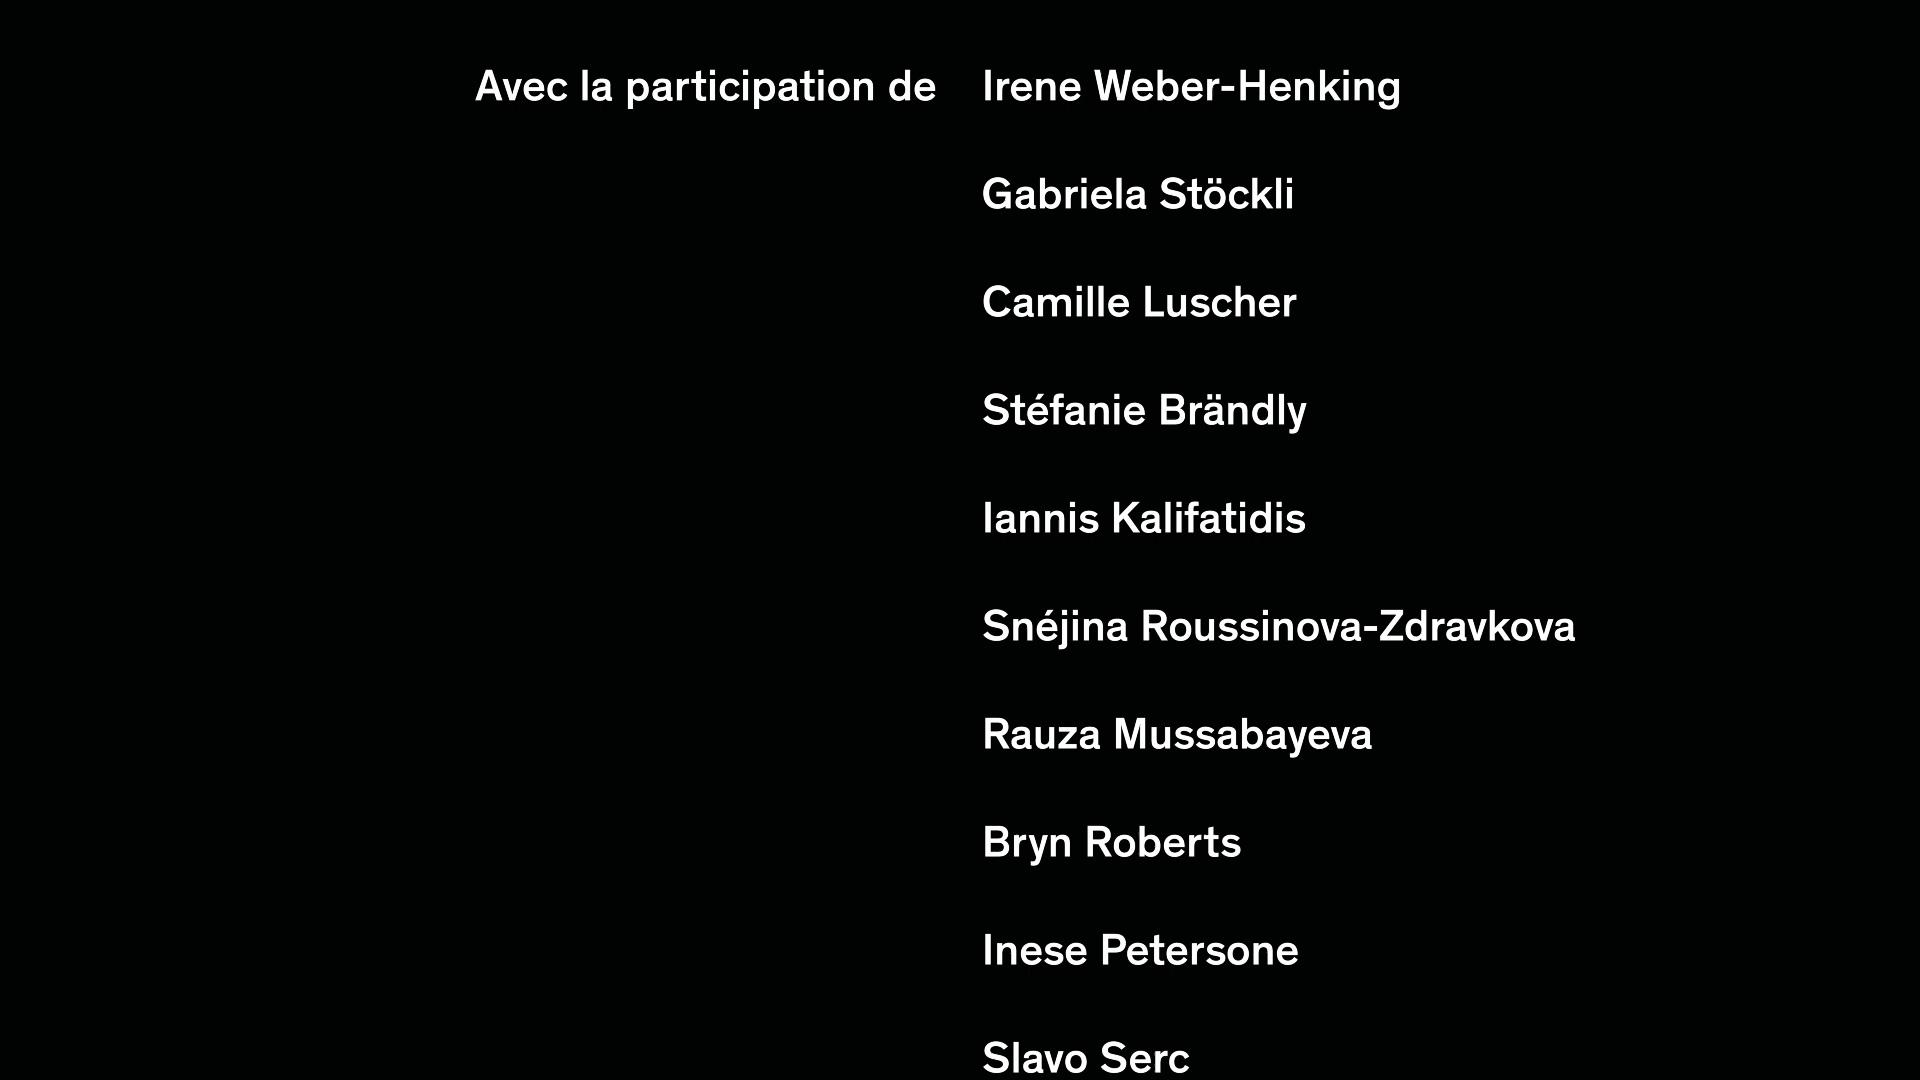 Avec la participation de Irene Weber-Henking
Gabriela Stöckli
Camille Luscher
Stéfanie Brändly
Iannis Kalifatidis
Snéjina Roussinova-Zdravkova
Rauza Mussabayeva
Bryn Roberts
Inese Petersone
Slavo Serc